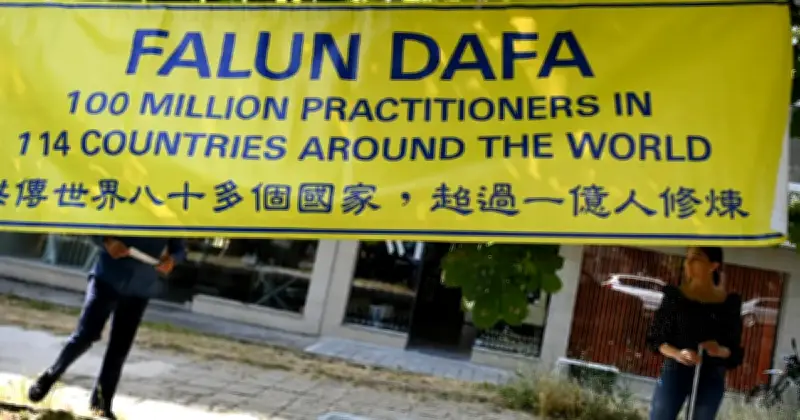 FALUN DAFA
100 MILLION PRACTITIONERS IN
114 COUNTRIES AROUND THE WORLD
傳世界八十多個國家，超過一億人修煉